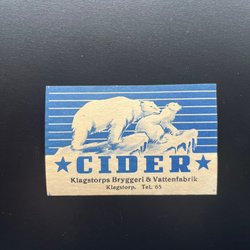 ★ CIDER ★
Klagstorps Bryggeri & Vattenfabrik
Klagstorp. Tel. 65